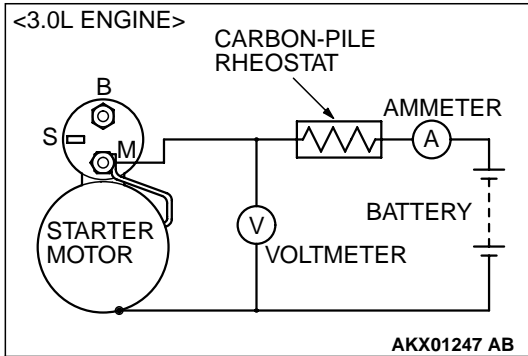 <3.0L ENGINE>
CARBON-PILE
RHEOSTAT
B
AMMETER
S
A
M
BATTERY
STARTER
MOTOR
V
VOLTMETER
AKX01247 AB